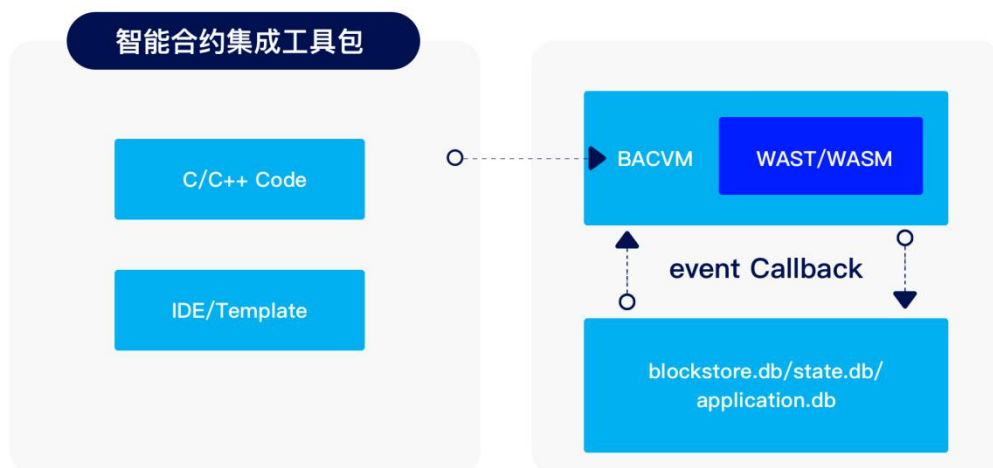 智能合约集成工具包
C/C++ Code
IDE/Template
BACVM
WAST/WASM
event Callback
blockstore.db/state.db/
application.db